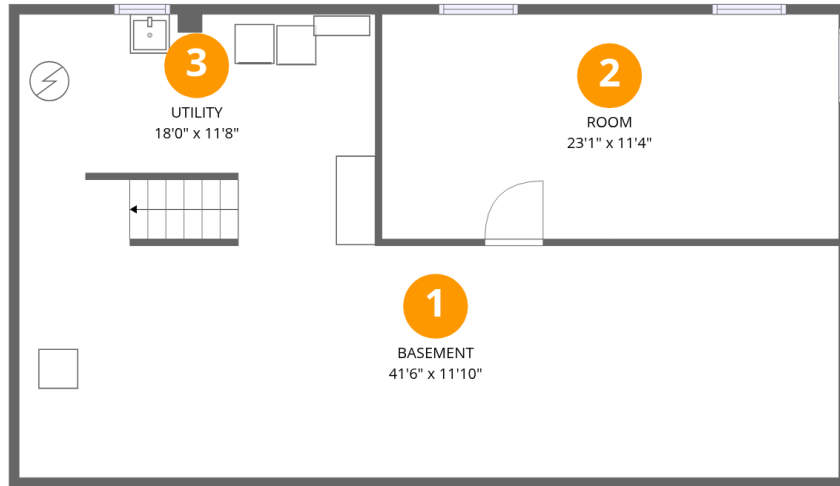 3
UTILITY
18'0" x 11'8"
2
ROOM
23'1" x 11'4"
1
BASEMENT
41'6" x 11'10"